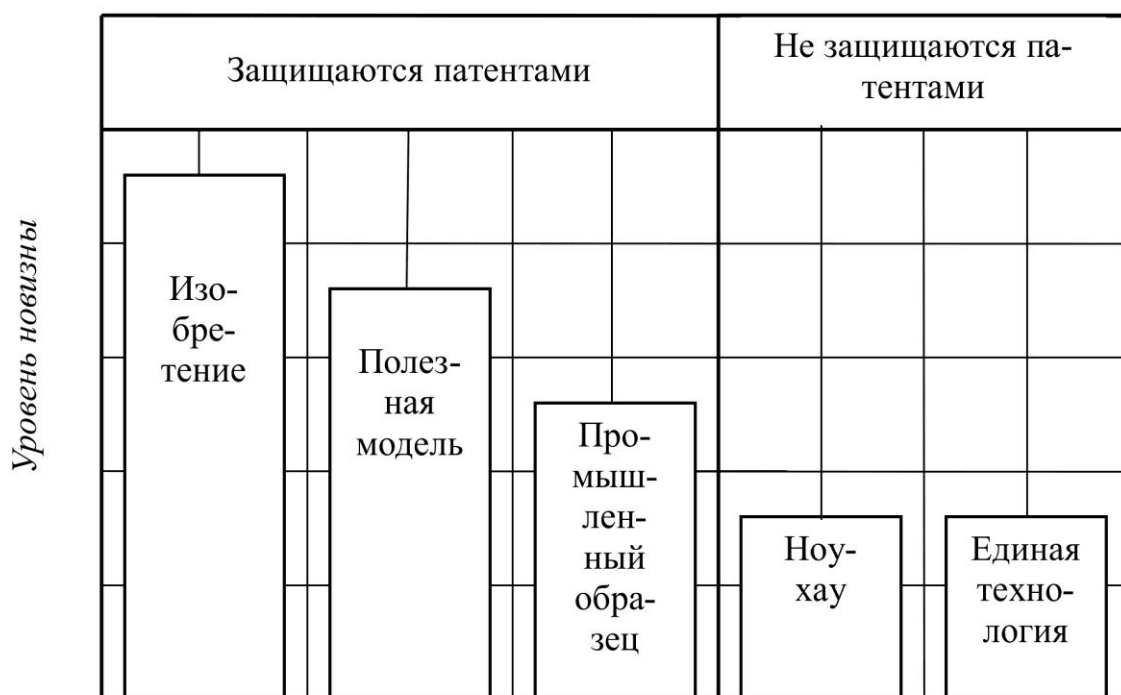 Защищаются патентами
Не защищаются па-
тентами
Уровень новизны
Изо-
бре-
тение
Полез-
ная
модель
Про-
мыш-
лен-
ный
обра-
зец
Ноу-
хау
Единая
техно-
логия